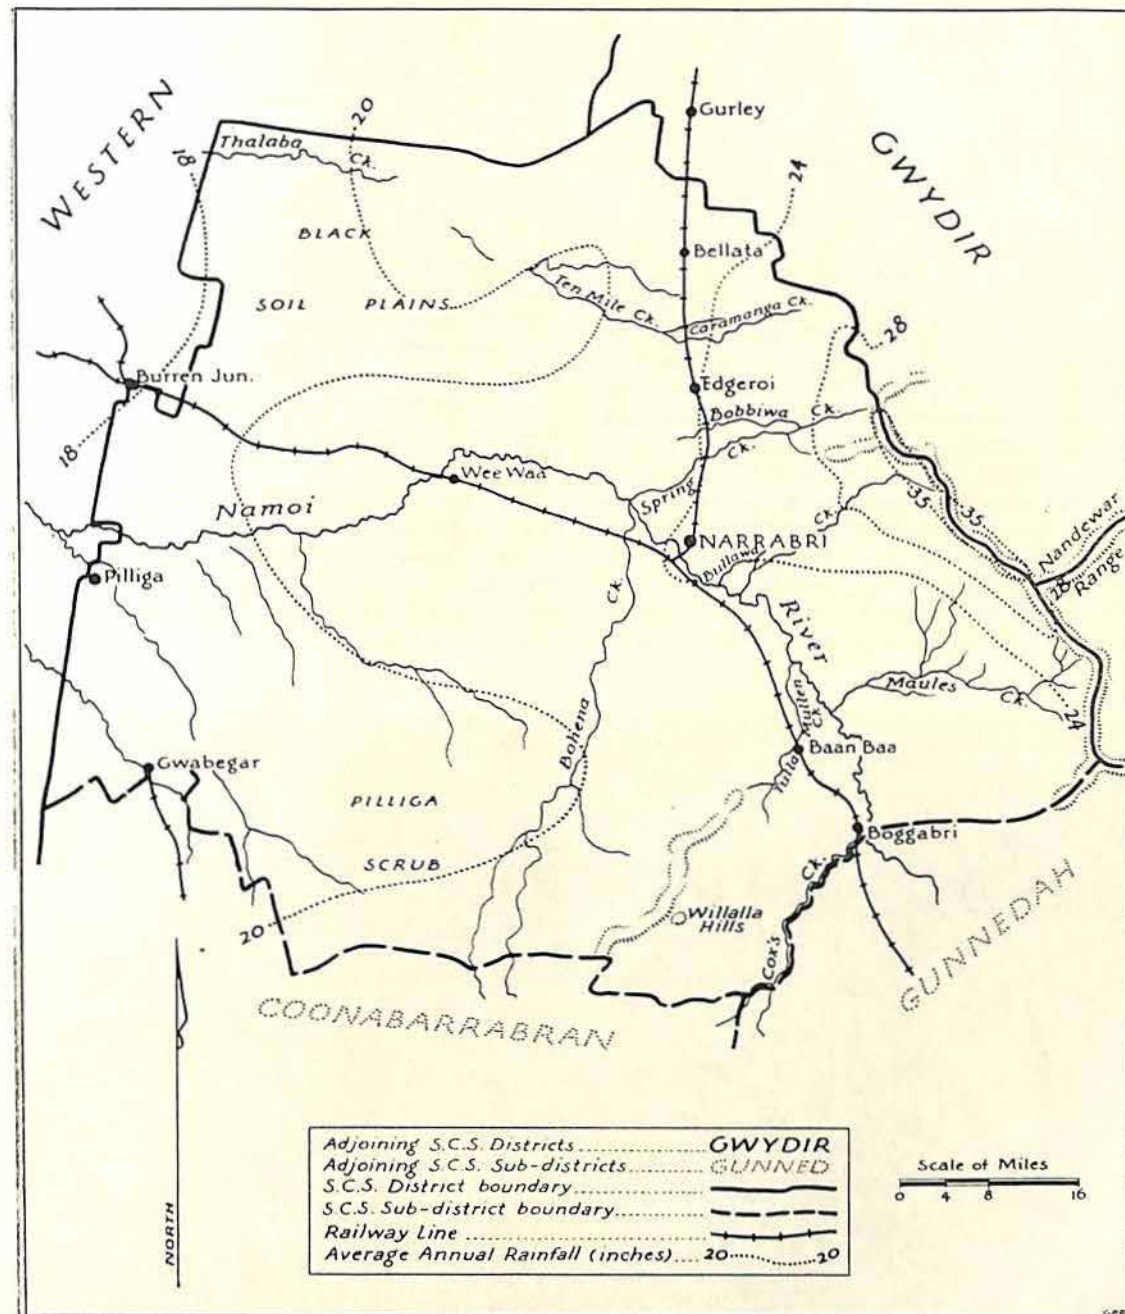 WESTERN
GWYDIR
Gurley
20
18
Thalaba
Ck.
24
BLACK
Bellata
SOIL PLAINS
Ten Mile Ck.
Caramanga Ck.
28
Burren Jun.
Edgeroi
Bobbiwa Ck.
18
Wee Waa
Spring Ck.
35
35
Namoi
NARRABRI
Ck.
Bullawa
Nandewar
Range
28
Pilliga
Ck.
River
Maules
Ck.
24
Mullen
Ck.
Bohena
Baan Baa
Tulla
Gwabegar
PILLIGA
Boggabri
SCRUB
Ck.
Willalla
Hills
20
Cox's
GUNNEDAH
COONABARRABRAN
NORTH
Adjoining S.C.S. Districts.............. GWYDIR
Adjoining S.C.S. Sub-districts........ GUNNED
S.C.S. District boundary................
S.C.S. Sub-district boundary..........
Railway Line ..............................
Average Annual Rainfall (inches).... 20............20
Scale of Miles
0 4 8 16